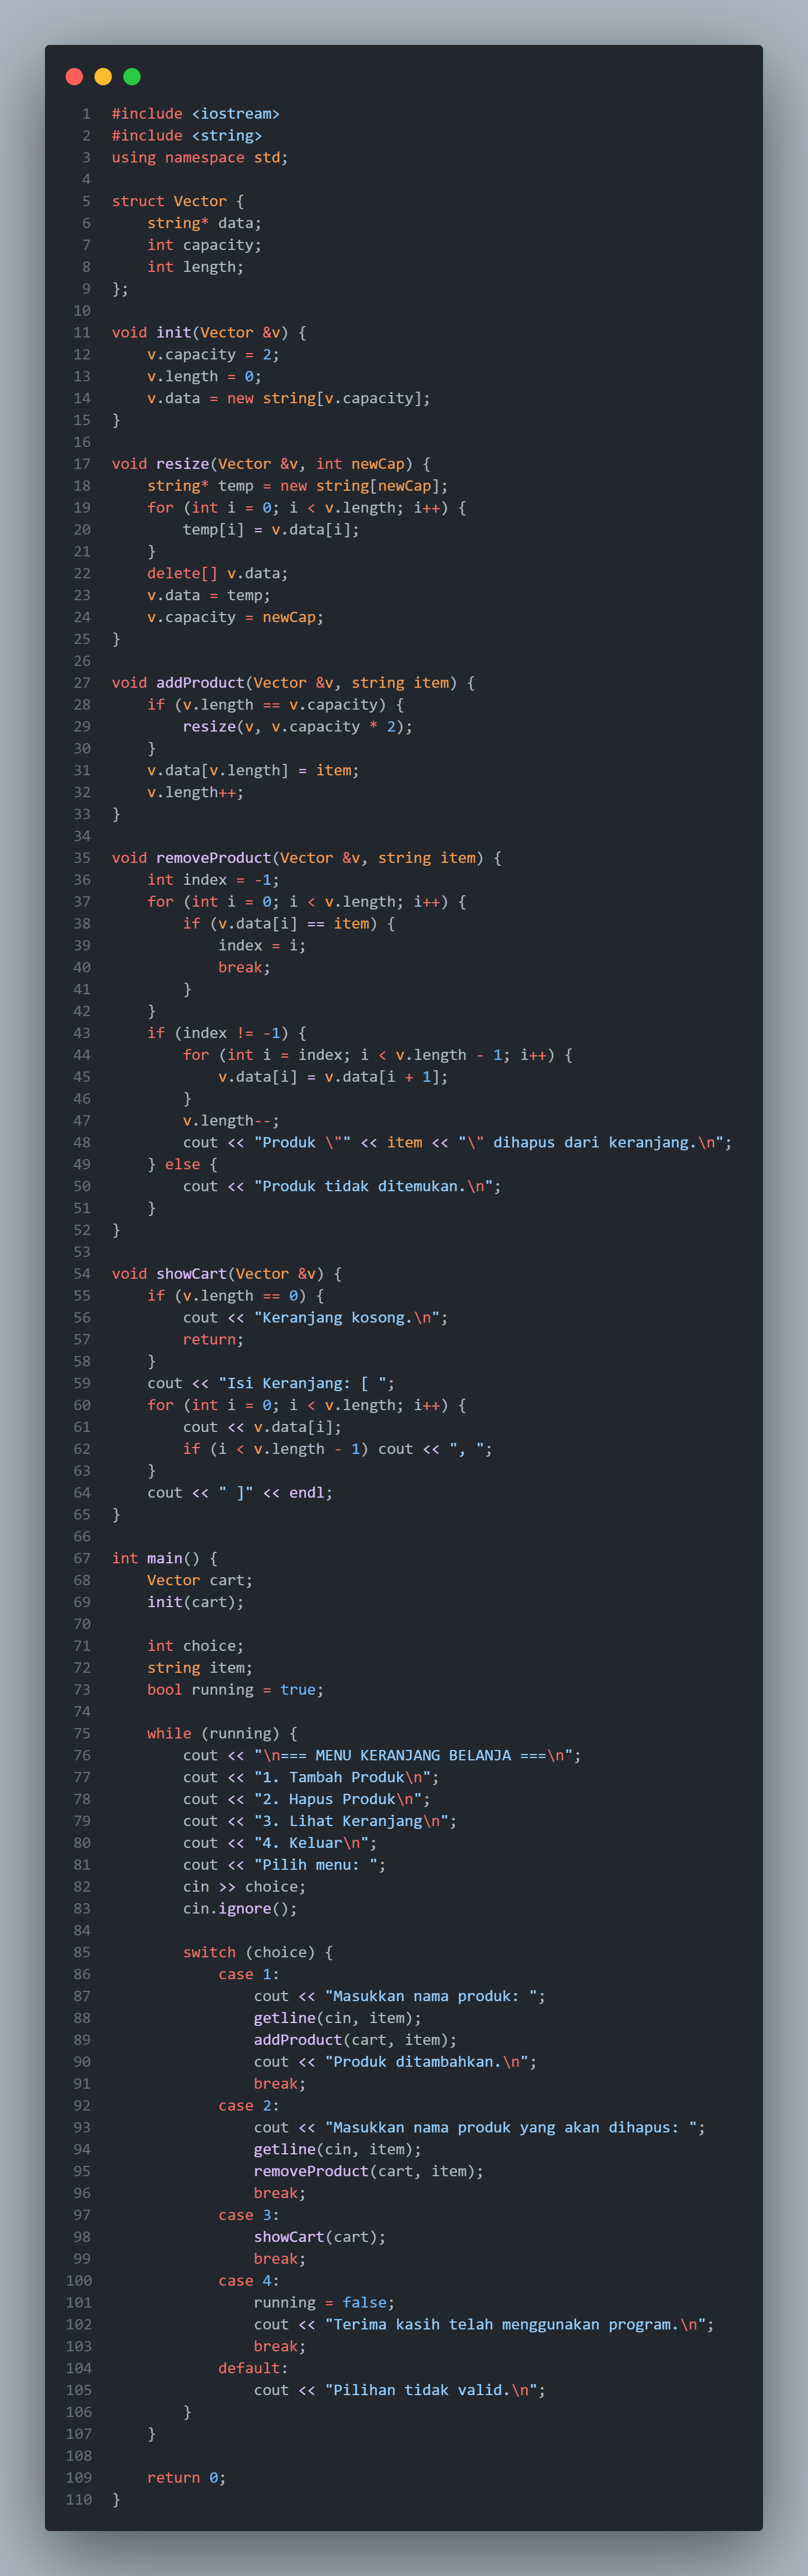 1 #include <iostream>
2 #include <string>
3 using namespace std;
4
5 struct Vector {
6     string* data;
7     int capacity;
8     int length;
9 };
10
11 void init(Vector &v) {
12     v.capacity = 2;
13     v.length = 0;
14     v.data = new string[v.capacity];
15 }
16
17 void resize(Vector &v, int newCap) {
18     string* temp = new string[newCap];
19     for (int i = 0; i < v.length; i++) {
20         temp[i] = v.data[i];
21     }
22     delete[] v.data;
23     v.data = temp;
24     v.capacity = newCap;
25 }
26
27 void addProduct(Vector &v, string item) {
28     if (v.length == v.capacity) {
29         resize(v, v.capacity * 2);
30     }
31     v.data[v.length] = item;
32     v.length++;
33 }
34
35 void removeProduct(Vector &v, string item) {
36     int index = -1;
37     for (int i = 0; i < v.length; i++) {
38         if (v.data[i] == item) {
39             index = i;
40             break;
41         }
42     }
43     if (index != -1) {
44         for (int i = index; i < v.length - 1; i++) {
45             v.data[i] = v.data[i + 1];
46         }
47         v.length--;
48         cout << "Produk \"" << item << "\" dihapus dari keranjang.\n";
49     } else {
50         cout << "Produk tidak ditemukan.\n";
51     }
52 }
53
54 void showCart(Vector &v) {
55     if (v.length == 0) {
56         cout << "Keranjang kosong.\n";
57         return;
58     }
59     cout << "Isi Keranjang: [ ";
60     for (int i = 0; i < v.length; i++) {
61         cout << v.data[i];
62         if (i < v.length - 1) cout << ", ";
63     }
64     cout << " ]" << endl;
65 }
66
67 int main() {
68     Vector cart;
69     init(cart);
70
71     int choice;
72     string item;
73     bool running = true;
74
75     while (running) {
76         cout << "\n=== MENU KERANJANG BELANJA ===\n";
77         cout << "1. Tambah Produk\n";
78         cout << "2. Hapus Produk\n";
79         cout << "3. Lihat Keranjang\n";
80         cout << "4. Keluar\n";
81         cout << "Pilih menu: ";
82         cin >> choice;
83         cin.ignore();
84
85         switch (choice) {
86             case 1:
87                 cout << "Masukkan nama produk: ";
88                 getline(cin, item);
89                 addProduct(cart, item);
90                 cout << "Produk ditambahkan.\n";
91                 break;
92             case 2:
93                 cout << "Masukkan nama produk yang akan dihapus: ";
94                 getline(cin, item);
95                 removeProduct(cart, item);
96                 break;
97             case 3:
98                 showCart(cart);
99                 break;
100             case 4:
101                 running = false;
102                 cout << "Terima kasih telah menggunakan program.\n";
103                 break;
104             default:
105                 cout << "Pilihan tidak valid.\n";
106         }
107     }
108
109     return 0;
110 }